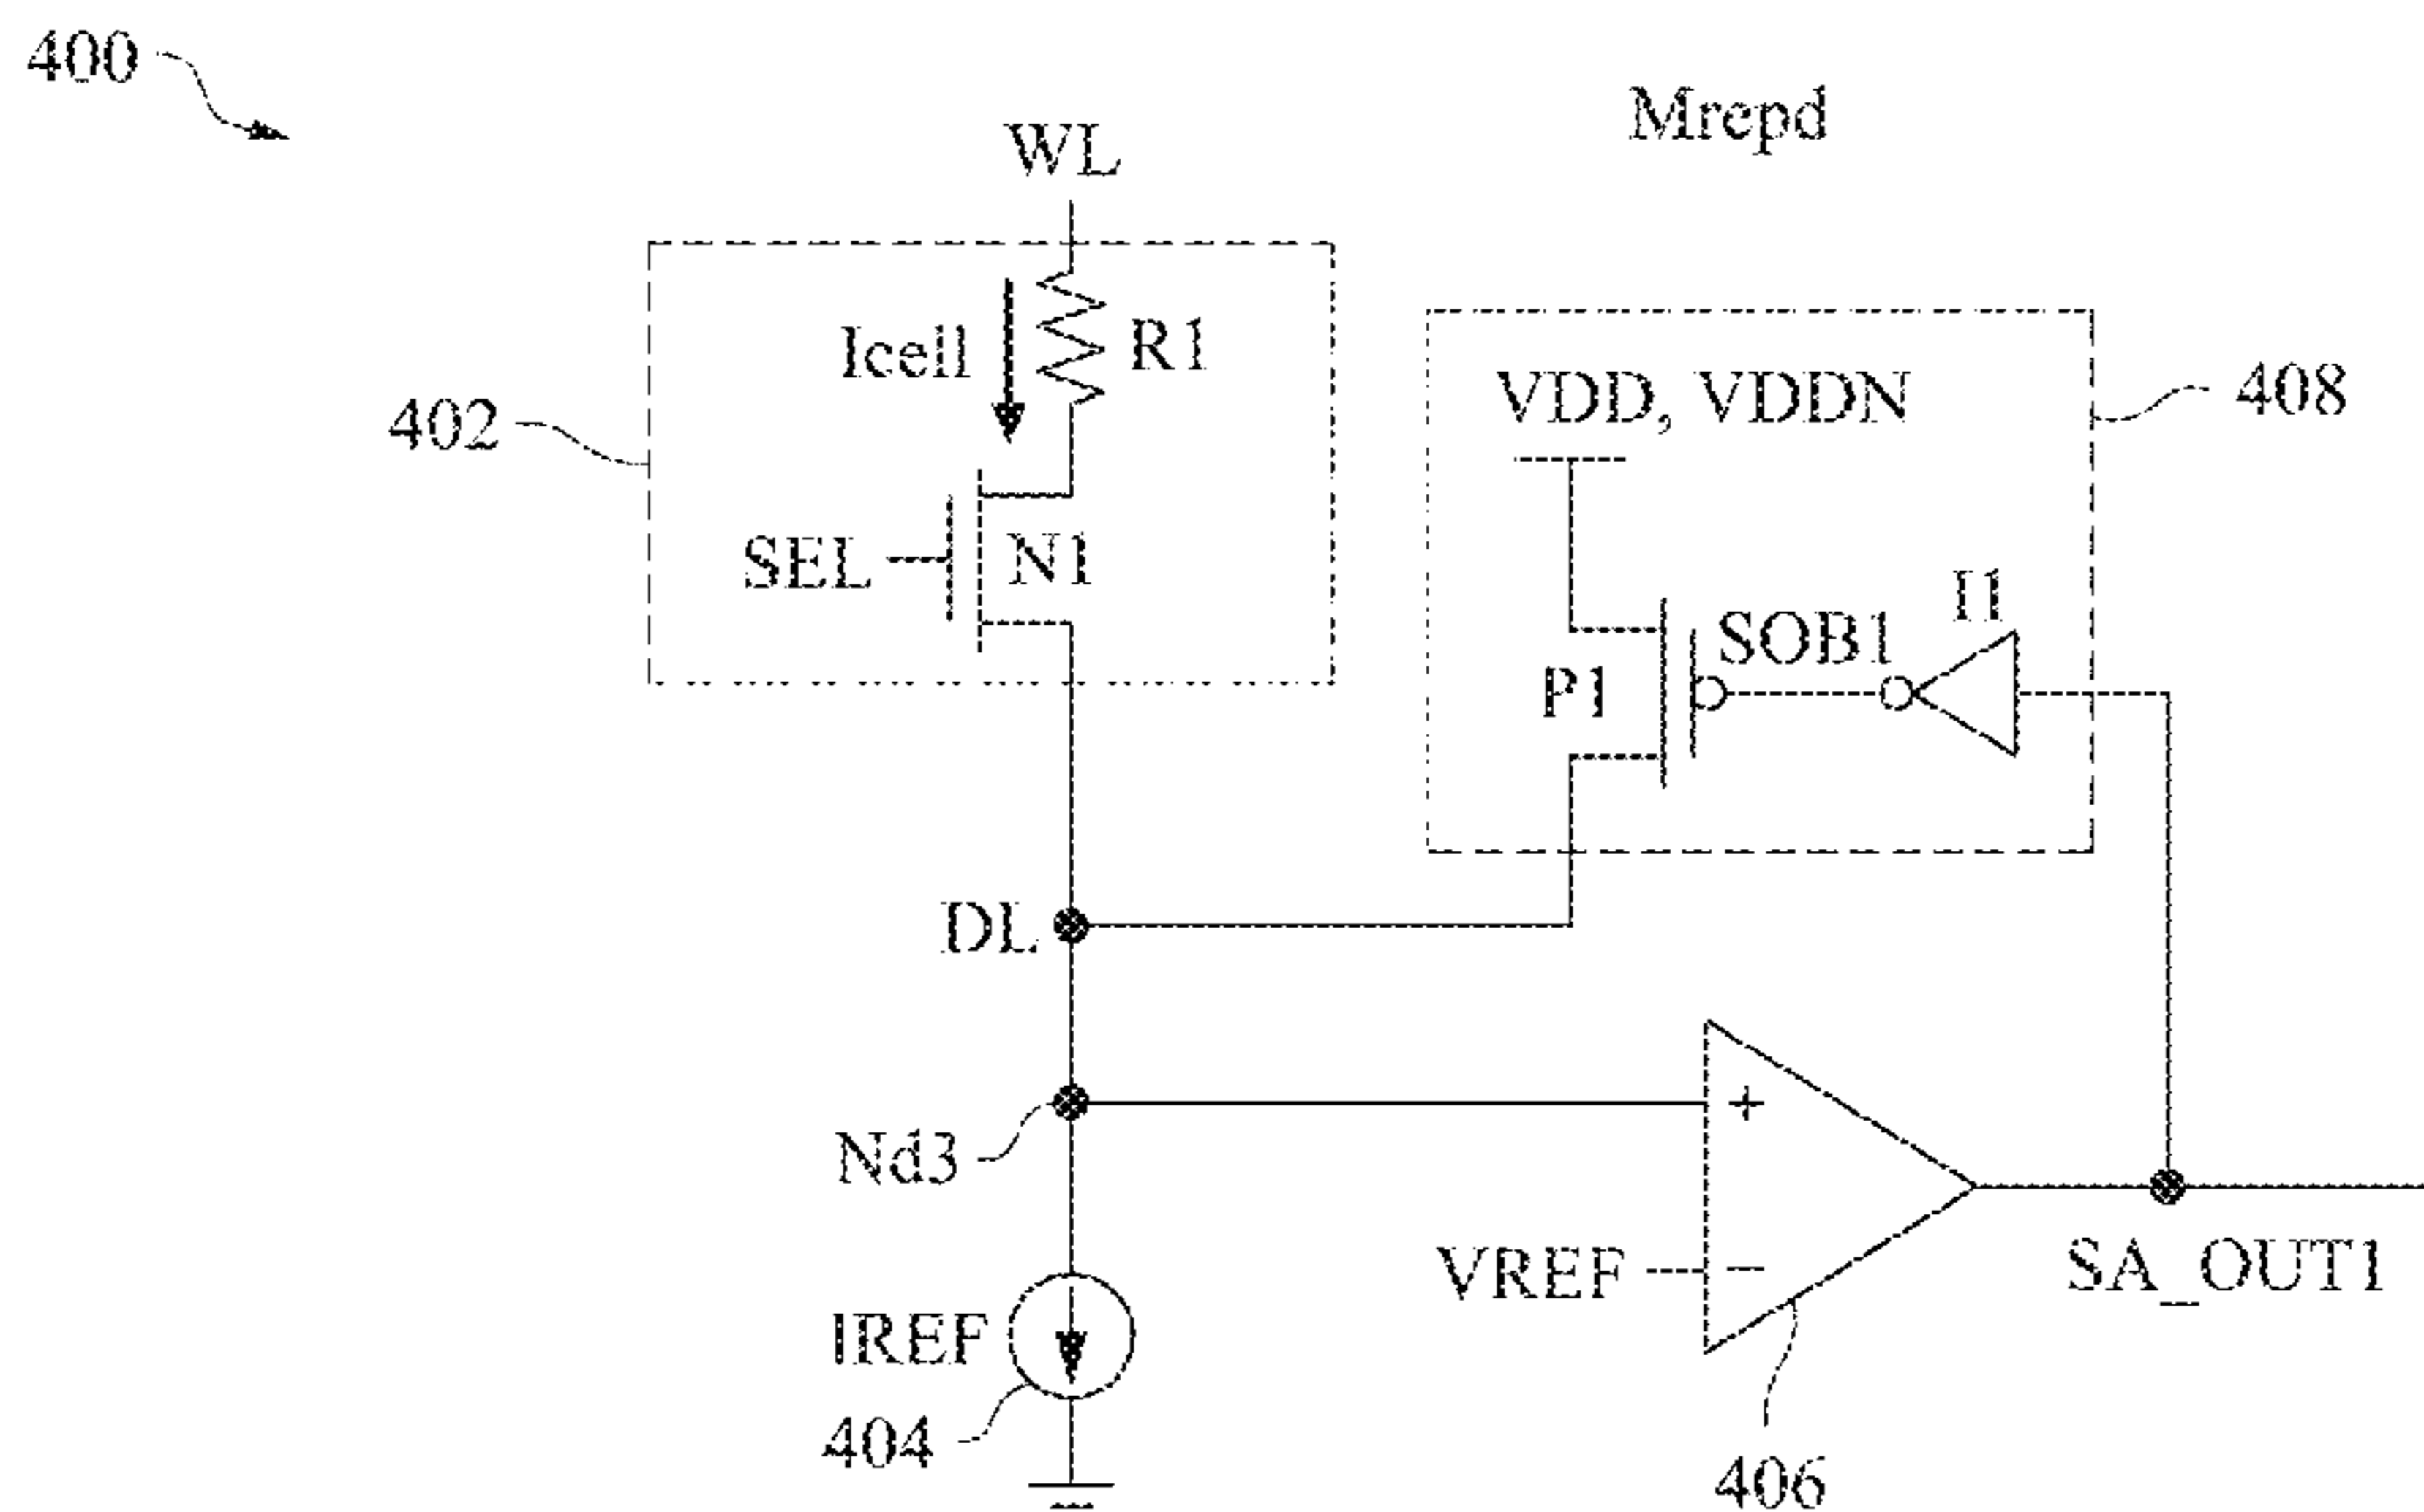 400
Mrepd
WL
Icell
R1
402
VDD, VDDN
408
SEL
N1
I1
SOB1
P1
DL
+
Nd3
VREF
−
SA_OUT1
IREF
404
406